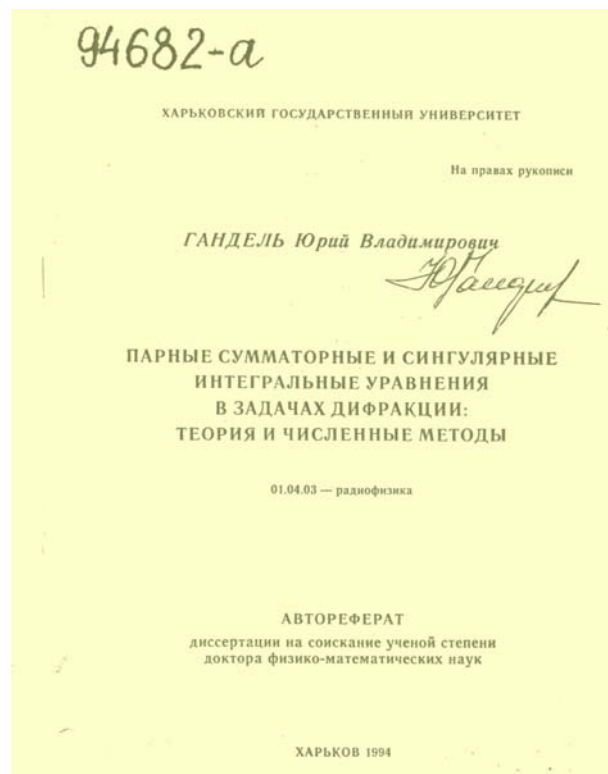 94682-а
ХАРЬКОВСКИЙ ГОСУДАРСТВЕННЫЙ УНИВЕРСИТЕТ
На правах рукописи
ГАНДЕЛЬ Юрий Владимирович
ПАРНЫЕ СУММАТОРНЫЕ И СИНГУЛЯРНЫЕ
ИНТЕГРАЛЬНЫЕ УРАВНЕНИЯ
В ЗАДАЧАХ ДИФРАКЦИИ:
ТЕОРИЯ И ЧИСЛЕННЫЕ МЕТОДЫ
01.04.03 — радиофизика
АВТОРЕФЕРАТ
диссертации на соискание ученой степени
доктора физико-математических наук
ХАРЬКОВ 1994